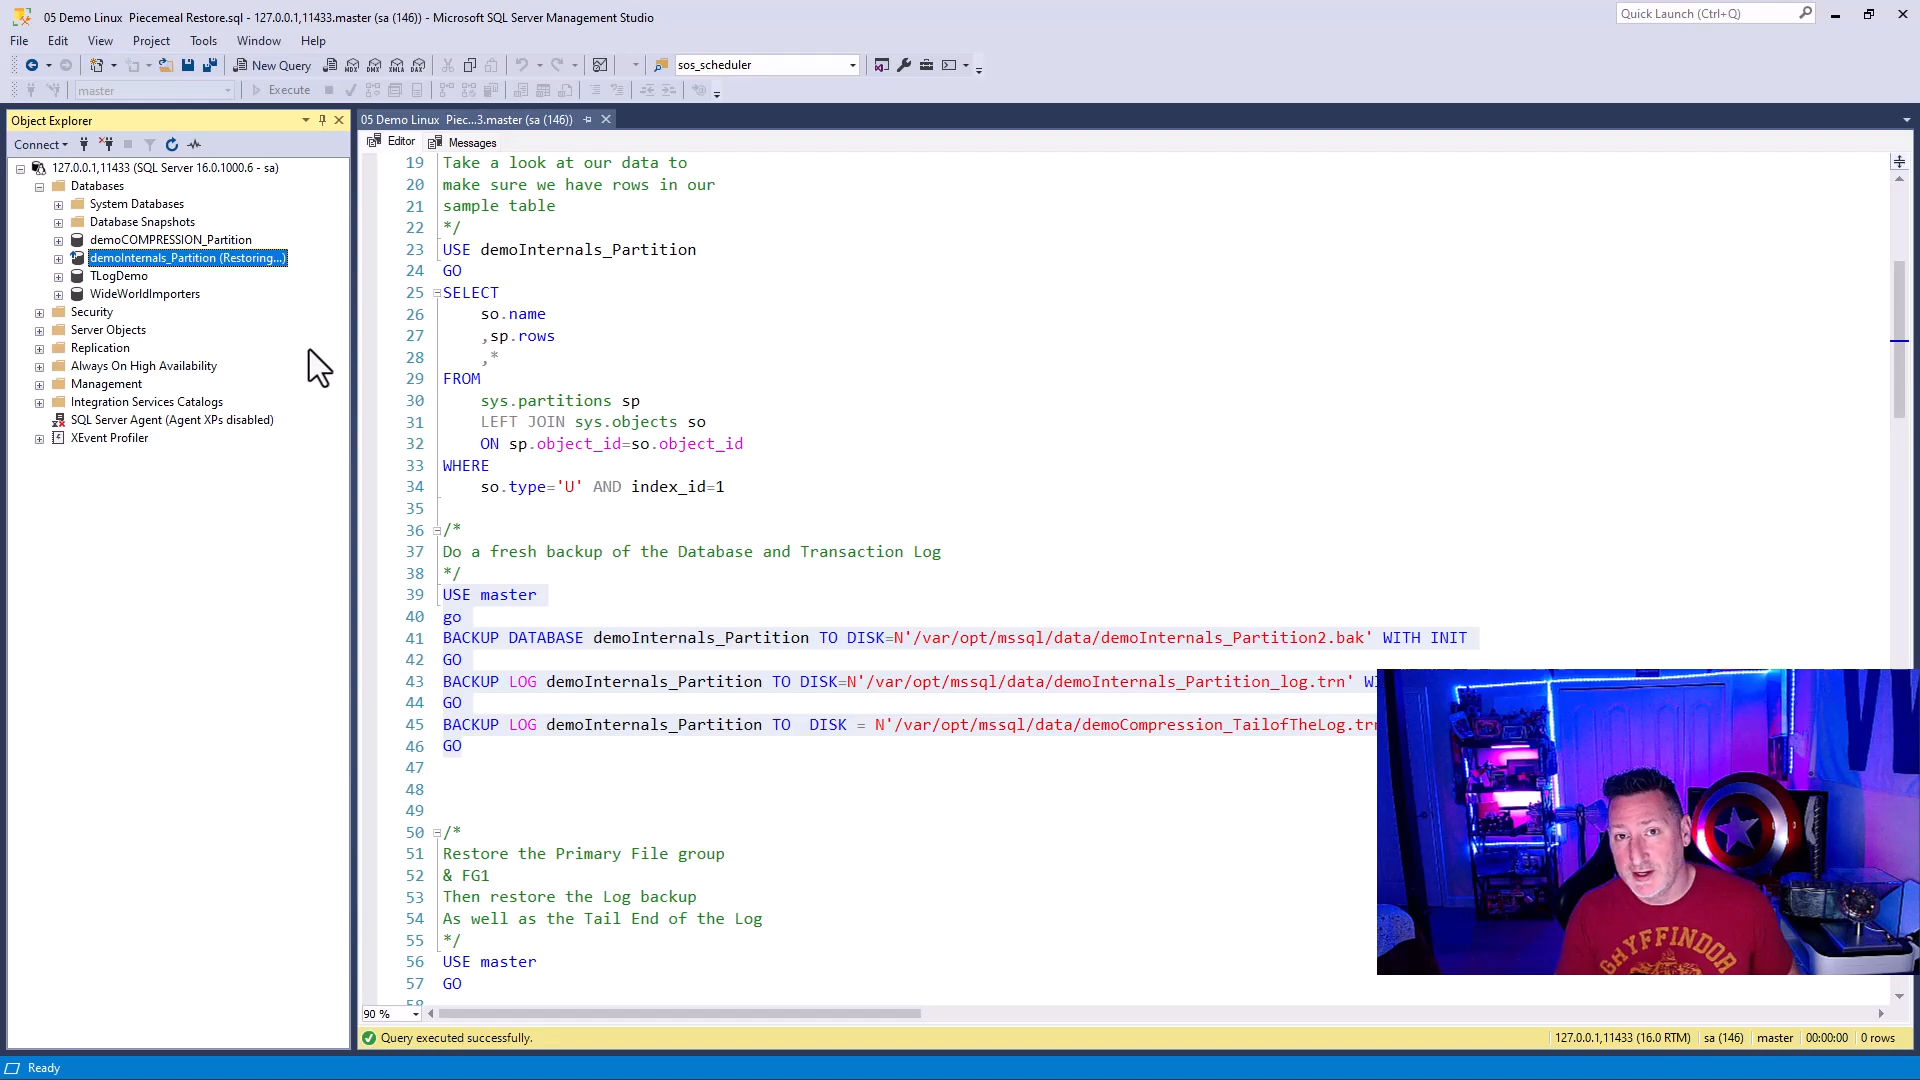 05 Demo Linux  Piecemeal Restore.sql - 127.0.0.1,11433.master (sa (146)) - Microsoft SQL Server Management Studio
Quick Launch (Ctrl+Q)
File Edit View Project Tools Window Help
New Query
MDX DMX XMLA DAX
sos_scheduler
master
Execute
Object Explorer
05 Demo Linux  Piec...3.master (sa (146))
Connect
Editor
Messages
127.0.0.1,11433 (SQL Server 16.0.1000.6 - sa)
Databases
System Databases
Database Snapshots
demoCOMPRESSION_Partition
demoInternals_Partition (Restoring...)
TLogDemo
WideWorldImporters
Security
Server Objects
Replication
Always On High Availability
Management
Integration Services Catalogs
SQL Server Agent (Agent XPs disabled)
XEvent Profiler
19 Take a look at our data to
20 make sure we have rows in our
21 sample table
22 */
23 USE demoInternals_Partition
24 GO
25 SELECT
26 so.name
27 ,sp.rows
28 ,*
29 FROM
30 sys.partitions sp
31 LEFT JOIN sys.objects so
32 ON sp.object_id=so.object_id
33 WHERE
34 so.type='U' AND index_id=1
35
36 /*
37 Do a fresh backup of the Database and Transaction Log
38 */
39 USE master
40 go
41 BACKUP DATABASE demoInternals_Partition TO DISK=N'/var/opt/mssql/data/demoInternals_Partition2.bak' WITH INIT
42 GO
43 BACKUP LOG demoInternals_Partition TO DISK=N'/var/opt/mssql/data/demoInternals_Partition_log.trn' WI
44 GO
45 BACKUP LOG demoInternals_Partition TO  DISK = N'/var/opt/mssql/data/demoCompression_TailofTheLog.trn
46 GO
47
48
49
50 /*
51 Restore the Primary File group
52 & FG1
53 Then restore the Log backup
54 As well as the Tail End of the Log
55 */
56 USE master
57 GO
58
GRYFFINDOR
90 %
Query executed successfully.
127.0.0.1,11433 (16.0 RTM) sa (146) master 00:00:00 0 rows
Ready